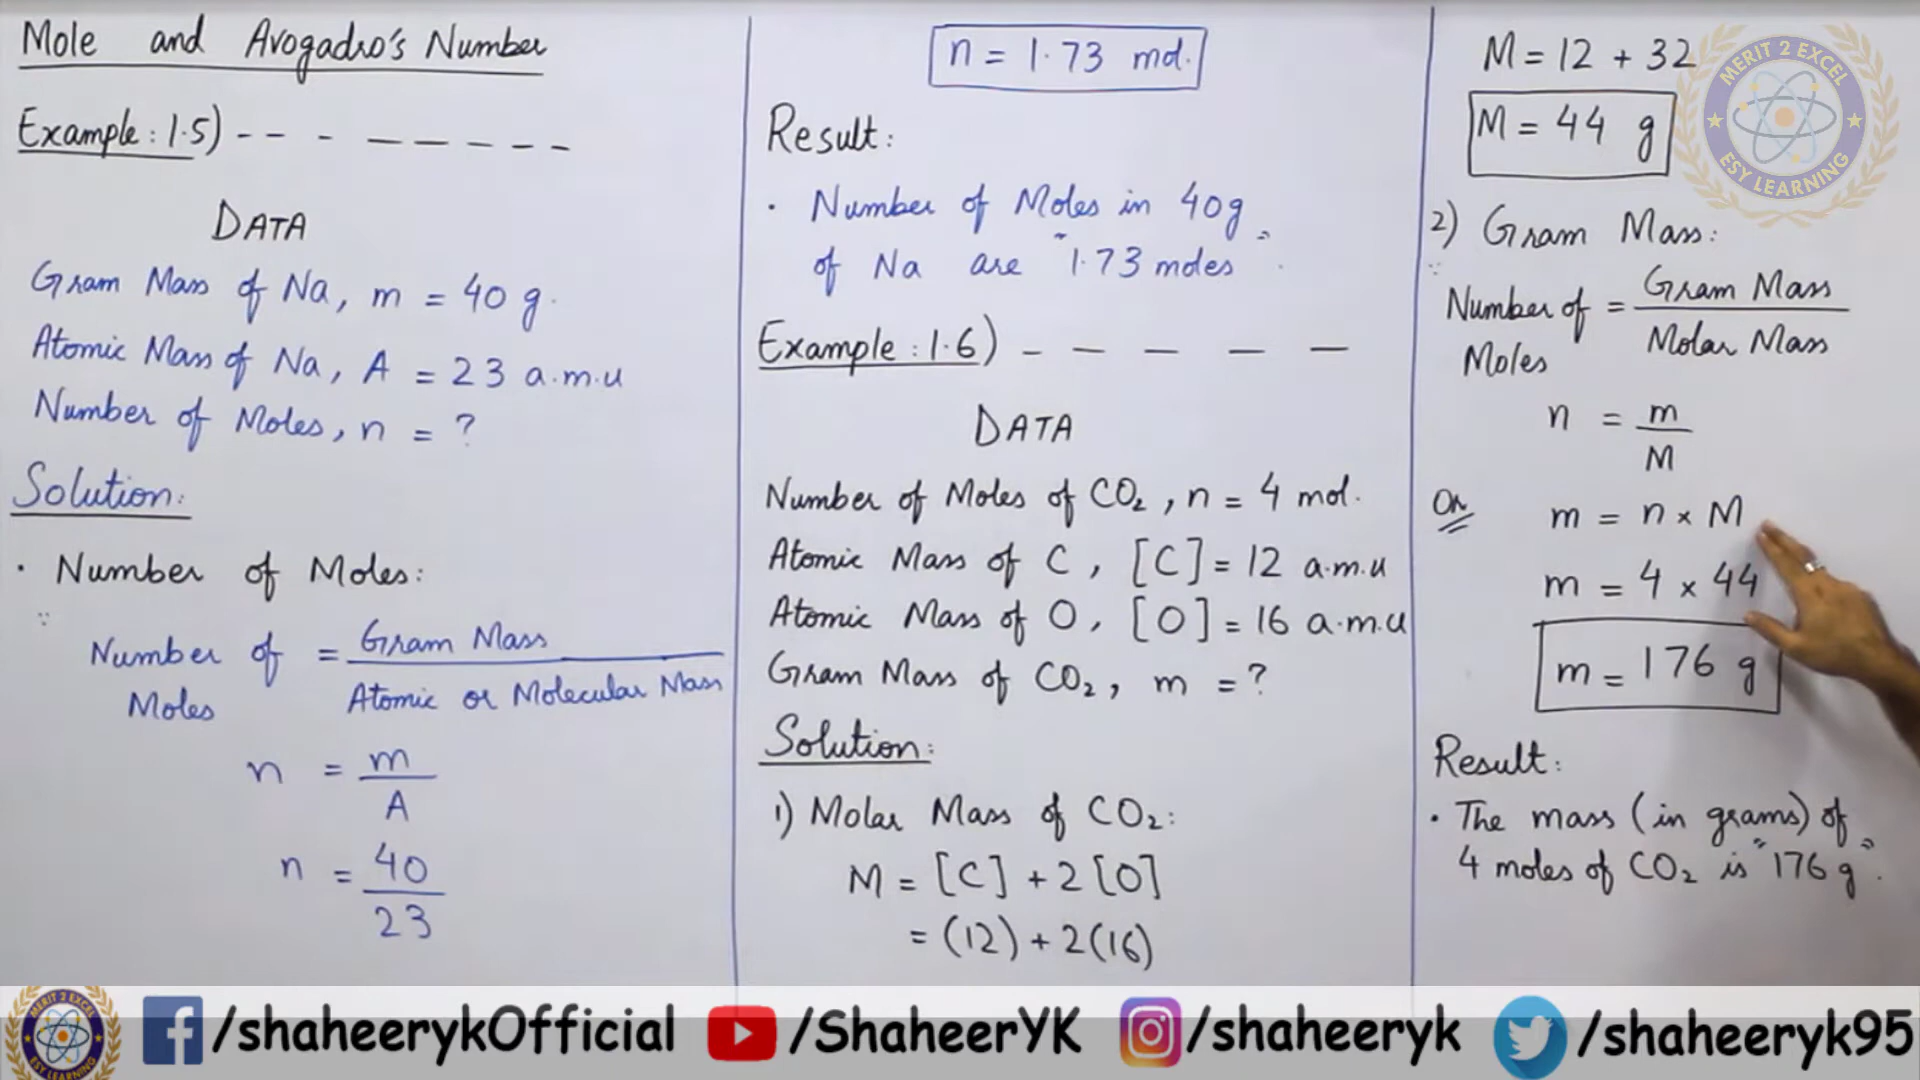 Mole and Avogadro's Number
Example: 1.5) -- - -- -- - -
DATA
Gram Mass of Na, m = 40 g.
Atomic Mass of Na, A = 23 a.m.u
Number of Moles, n = ?
Solution:
· Number of Moles:
∵
Number of Moles = Gram Mass / Atomic or Molecular Mass
n = m / A
n = 40 / 23
n = 1.73 mol.
Result:
· Number of Moles in 40g
of Na are "1.73 moles".
Example: 1.6) - - - - -
DATA
Number of Moles of CO₂, n = 4 mol.
Atomic Mass of C, [C] = 12 a.m.u
Atomic Mass of O, [O] = 16 a.m.u
Gram Mass of CO₂, m = ?
Solution:
1) Molar Mass of CO₂:
M = [C] + 2[O]
= (12) + 2(16)
M = 12 + 32
M = 44 g
2) Gram Mass:
∵
Number of Moles = Gram Mass / Molar Mass
n = m / M
Or m = n × M
m = 4 × 44
m = 176 g
Result:
· The mass (in grams) of
4 moles of CO₂ is "176 g".
MERIT 2 EXCEL
ESY LEARNING
MERIT 2 EXCEL
ESY LEARNING
/shaheerykOfficial /ShaheerYK /shaheeryk /shaheeryk95